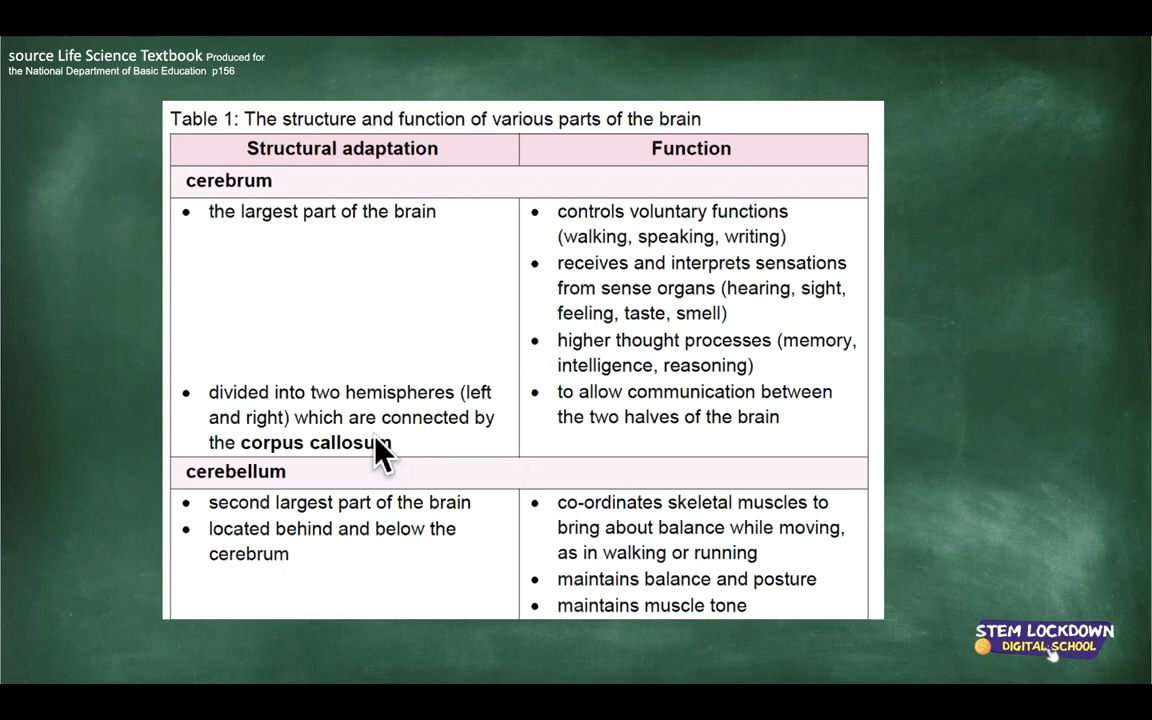 source Life Science Textbook Produced for
the National Department of Basic Education p156
Table 1: The structure and function of various parts of the brain
Structural adaptation
Function
cerebrum
• the largest part of the brain
• controls voluntary functions
(walking, speaking, writing)
• receives and interprets sensations
from sense organs (hearing, sight,
feeling, taste, smell)
• higher thought processes (memory,
intelligence, reasoning)
• divided into two hemispheres (left
and right) which are connected by
the corpus callosum
• to allow communication between
the two halves of the brain
cerebellum
• second largest part of the brain
• located behind and below the
cerebrum
• co-ordinates skeletal muscles to
bring about balance while moving,
as in walking or running
• maintains balance and posture
• maintains muscle tone
STEM LOCKDOWN
DIGITAL SCHOOL